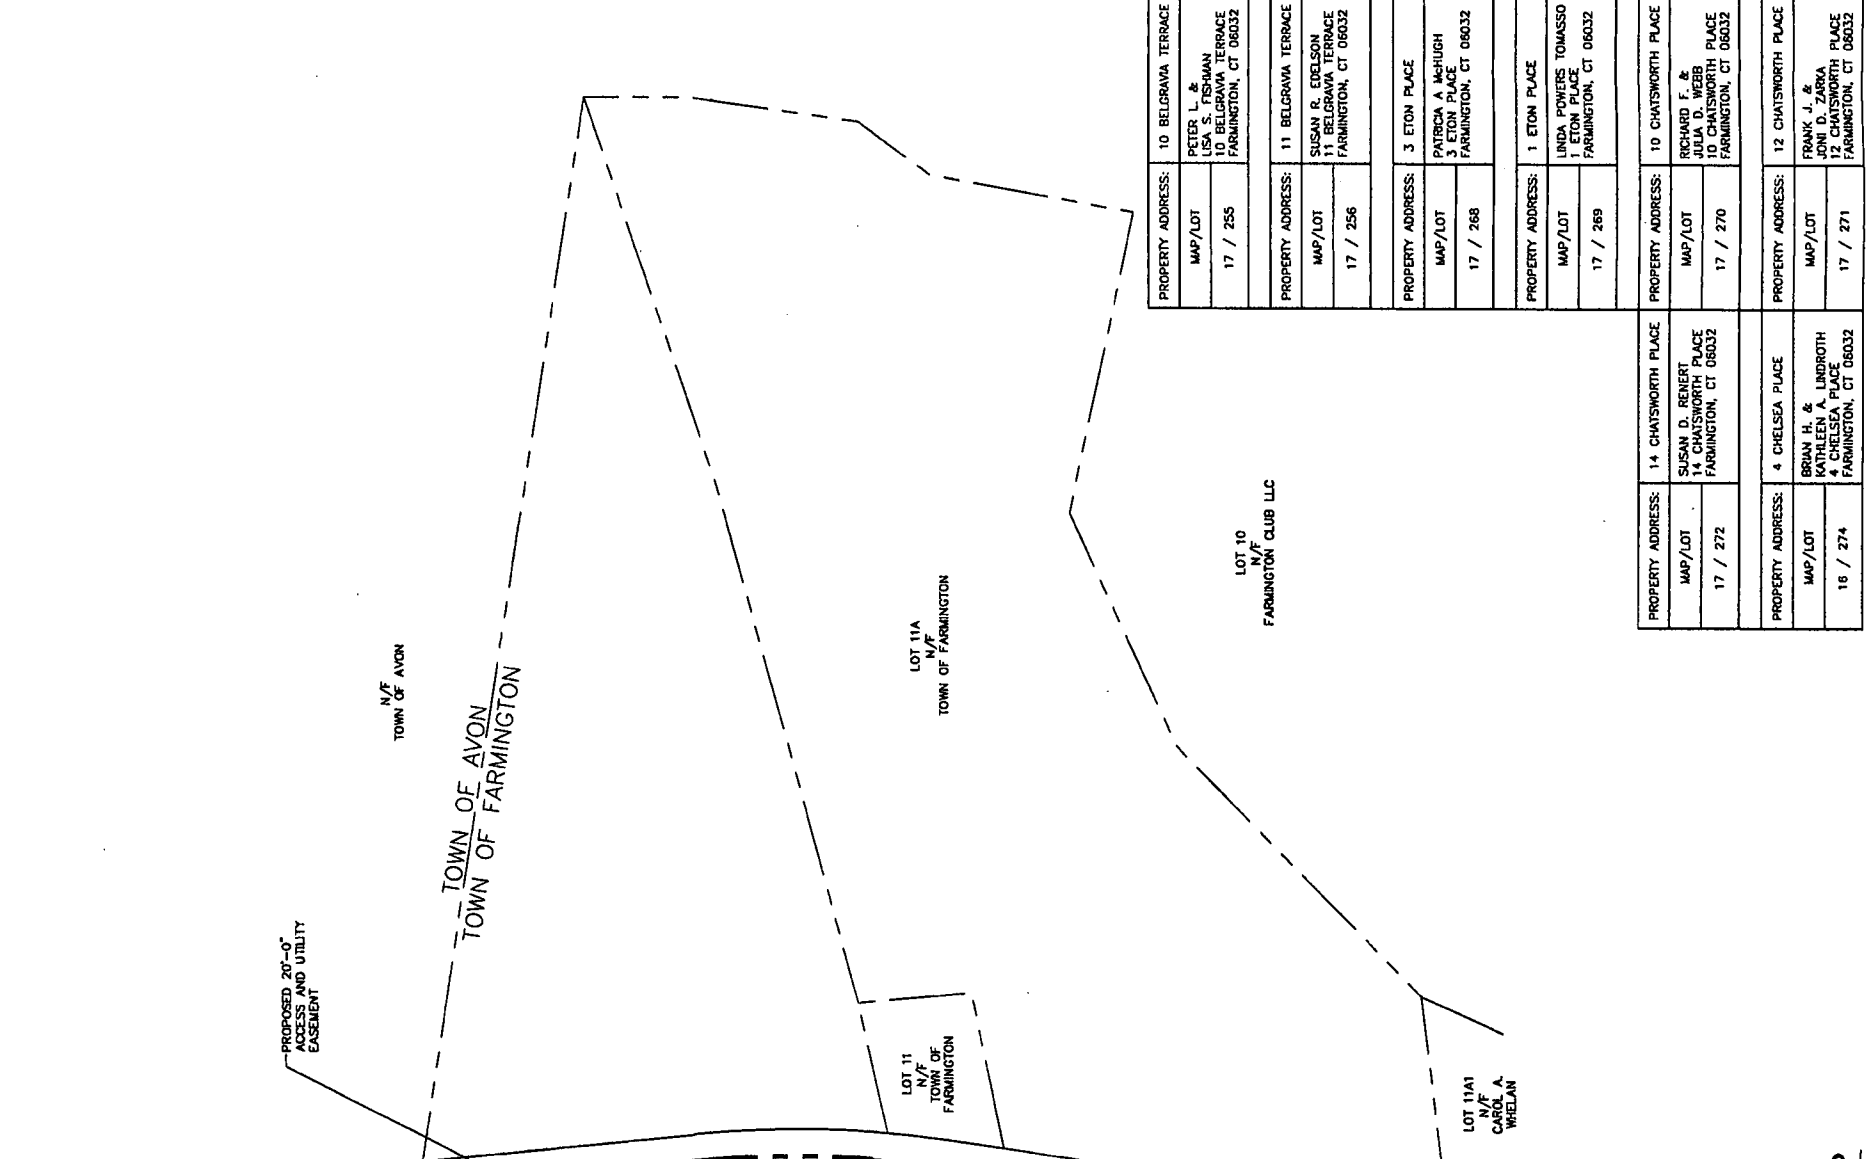 PROPOSED 20'-0"
ACCESS AND UTILITY
EASEMENT
N/F
TOWN OF AVON
TOWN OF AVON
TOWN OF FARMINGTON
LOT 11
N/F
TOWN OF
FARMINGTON
LOT 11A
N/F
TOWN OF FARMINGTON
LOT 10
N/F
FARMINGTON CLUB LLC
LOT 11A1
N/F
CAROL A.
WHELAN
PROPERTY ADDRESS: 10 BELGRAVIA TERRACE
MAP/LOT
17 / 255
PETER L. &
LISA S. FISHMAN
10 BELGRAVIA TERRACE
FARMINGTON, CT 06032
PROPERTY ADDRESS: 11 BELGRAVIA TERRACE
MAP/LOT
17 / 256
SUSAN R. EDELSON
11 BELGRAVIA TERRACE
FARMINGTON, CT 06032
PROPERTY ADDRESS: 3 ETON PLACE
MAP/LOT
17 / 268
PATRICIA A McHUGH
3 ETON PLACE
FARMINGTON, CT 06032
PROPERTY ADDRESS: 1 ETON PLACE
MAP/LOT
17 / 269
LINDA POWERS TOMASSO
1 ETON PLACE
FARMINGTON, CT 06032
PROPERTY ADDRESS: 14 CHATSWORTH PLACE
MAP/LOT
17 / 272
SUSAN D. RENERT
14 CHATSWORTH PLACE
FARMINGTON, CT 06032
PROPERTY ADDRESS: 10 CHATSWORTH PLACE
MAP/LOT
17 / 270
RICHARD F. &
JULIA D. WEBB
10 CHATSWORTH PLACE
FARMINGTON, CT 06032
PROPERTY ADDRESS: 4 CHELSEA PLACE
MAP/LOT
16 / 274
BRIAN H. &
KATHLEEN A. LINDROTH
4 CHELSEA PLACE
FARMINGTON, CT 06032
PROPERTY ADDRESS: 12 CHATSWORTH PLACE
MAP/LOT
17 / 271
FRANK J. &
JONI D. ZARKA
12 CHATSWORTH PLACE
FARMINGTON, CT 06032